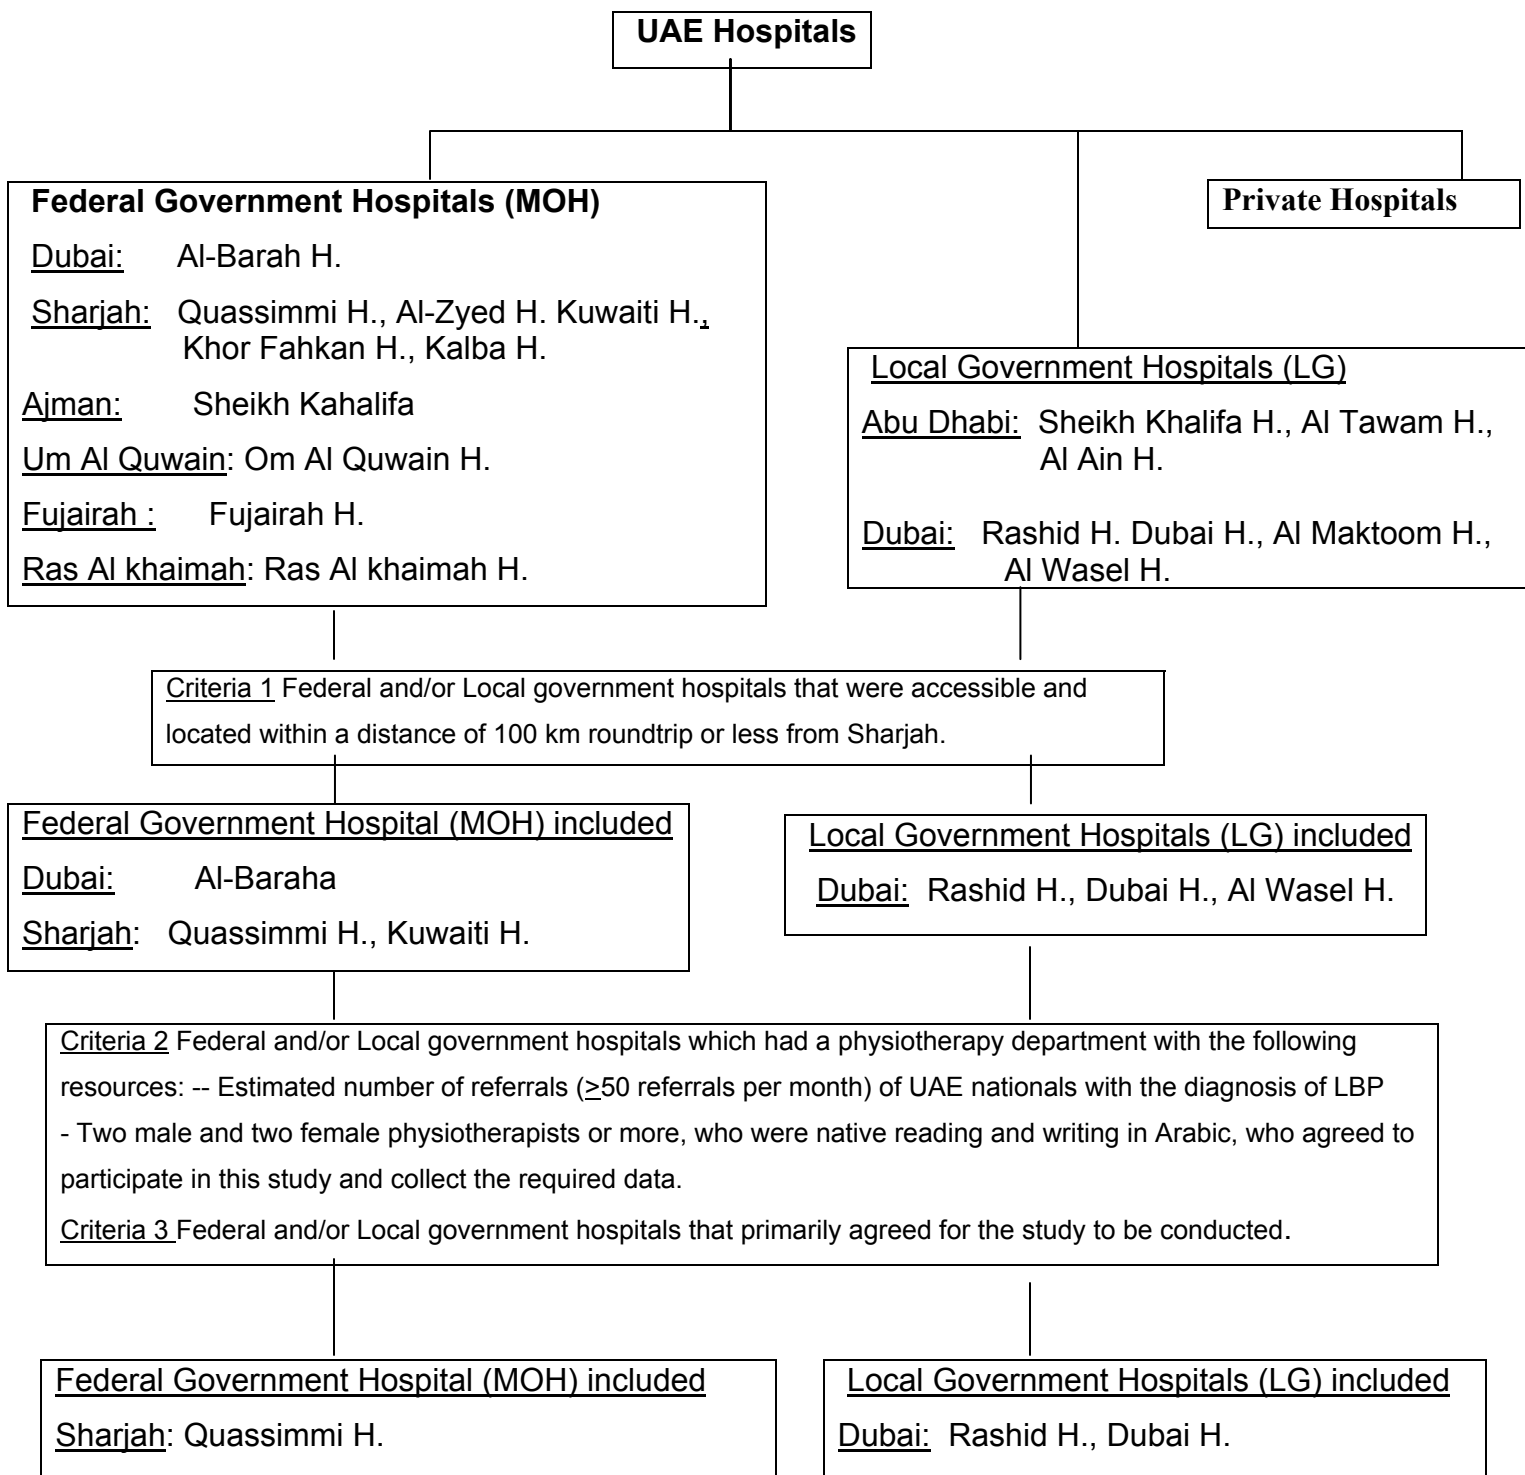 UAE Hospitals
Federal Government Hospitals (MOH)
Dubai: Al-Barah H.
Sharjah: Quassimmi H., Al-Zyed H. Kuwaiti H.,
Khor Fahkan H., Kalba H.
Ajman: Sheikh Kahalifa
Um Al Quwain: Om Al Quwain H.
Fujairah : Fujairah H.
Ras Al khaimah: Ras Al khaimah H.
Private Hospitals
Local Government Hospitals (LG)
Abu Dhabi: Sheikh Khalifa H., Al Tawam H.,
Al Ain H.
Dubai: Rashid H. Dubai H., Al Maktoom H.,
Al Wasel H.
Criteria 1 Federal and/or Local government hospitals that were accessible and
located within a distance of 100 km roundtrip or less from Sharjah.
Federal Government Hospital (MOH) included
Dubai: Al-Baraha
Sharjah: Quassimmi H., Kuwaiti H.
Local Government Hospitals (LG) included
Dubai: Rashid H., Dubai H., Al Wasel H.
Criteria 2 Federal and/or Local government hospitals which had a physiotherapy department with the following
resources: -- Estimated number of referrals (≥50 referrals per month) of UAE nationals with the diagnosis of LBP
- Two male and two female physiotherapists or more, who were native reading and writing in Arabic, who agreed to
participate in this study and collect the required data.
Criteria 3 Federal and/or Local government hospitals that primarily agreed for the study to be conducted.
Federal Government Hospital (MOH) included
Sharjah: Quassimmi H.
Local Government Hospitals (LG) included
Dubai: Rashid H., Dubai H.